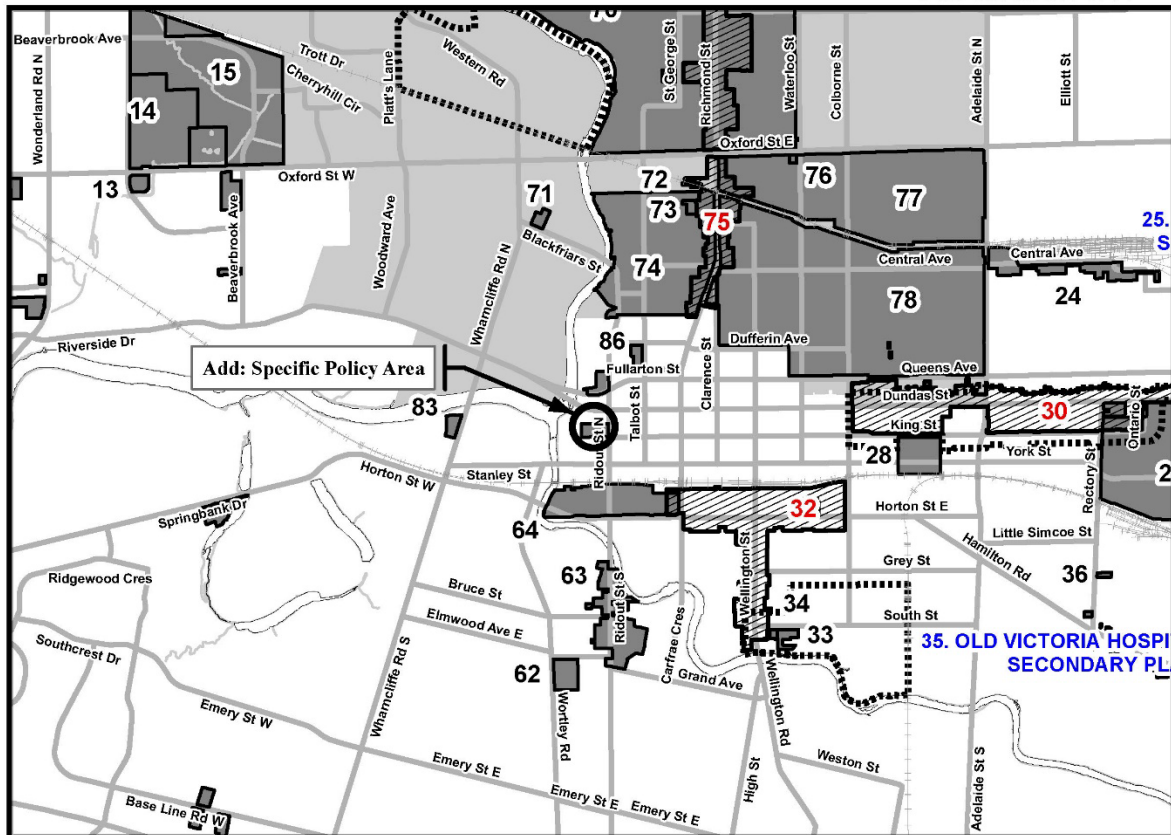 Beaverbrook Ave
Trott Dr
Cherryhill Cir
Platt's Lane
Western Rd
St George St
Richmond St
Waterloo St
Colborne St
Adelaide St N
Elliott St
Wonderland Rd N
15
14
13
Oxford St W
Oxford St E
Beaverbrook Ave
Woodward Ave
71
Blackfriars St
Wharncliffe Rd N
72
73
74
75
76
77
78
25.
S
Central Ave
Central Ave
24
Riverside Dr
Add: Specific Policy Area
86
Fullarton St
Talbot St
Clarence St
Dufferin Ave
Queens Ave
Dundas St
King St
30
Ontario St
83
Ridout St N
28
York St
2
Stanley St
Horton St W
Springbank Dr
64
32
Horton St E
Rectory St
Little Simcoe St
Hamilton Rd
Ridgewood Cres
Bruce St
63
Ridout St S
Wellington St
Grey St
36
Elmwood Ave E
34
South St
33
Southcrest Dr
35. OLD VICTORIA HOSPI
SECONDARY PL
62
Carfrae Cres
Grand Ave
Wellington Rd
Wharncliffe Rd S
Emery St W
Wortley Rd
High St
Weston St
Adelaide St S
Emery St E
Emery St E
Emery St E
Base Line Rd W